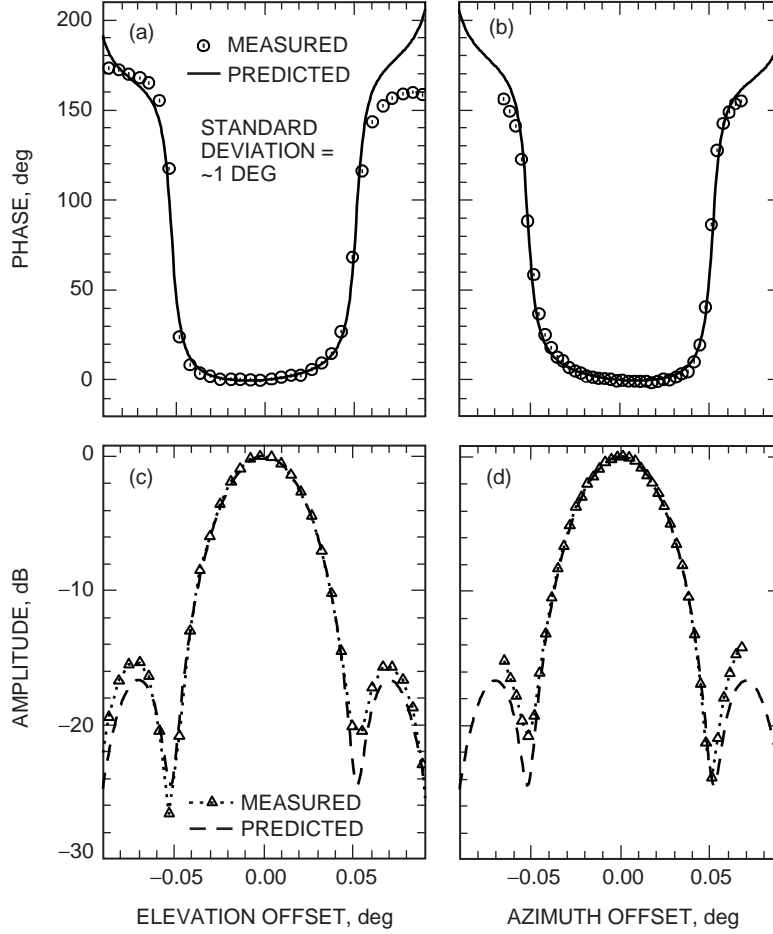 200
150
100
50
0
PHASE, deg
(a)
MEASURED
PREDICTED
STANDARD
DEVIATION =
~1 DEG
(b)
0
–10
–20
–30
AMPLITUDE, dB
(c)
MEASURED
PREDICTED
(d)
–0.05
0.00
0.05
–0.05
0.00
0.05
ELEVATION OFFSET, deg
AZIMUTH OFFSET, deg